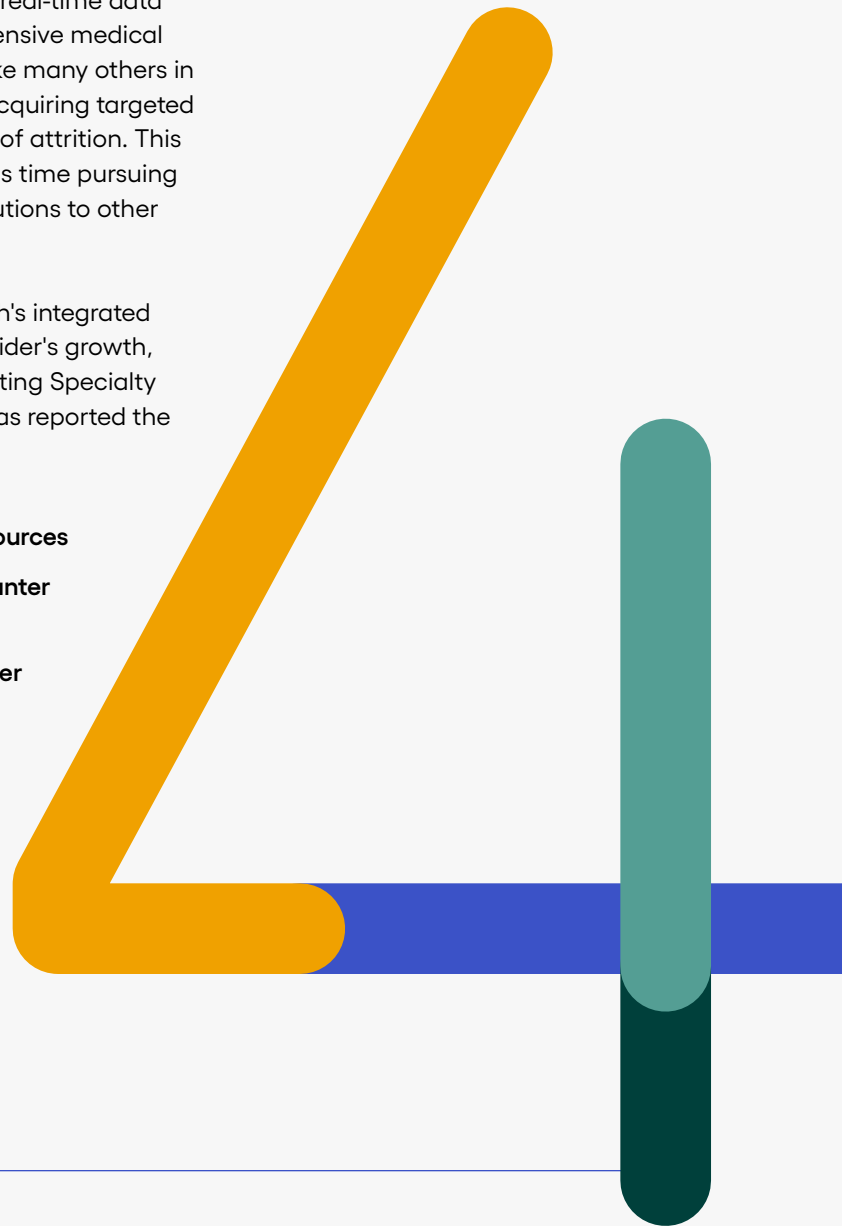 real-time data
ensive medical
ke many others in
cquiring targeted
of attrition. This
s time pursuing
utions to other
n's integrated
ider's growth,
ting Specialty
as reported the
ources
unter
er
4